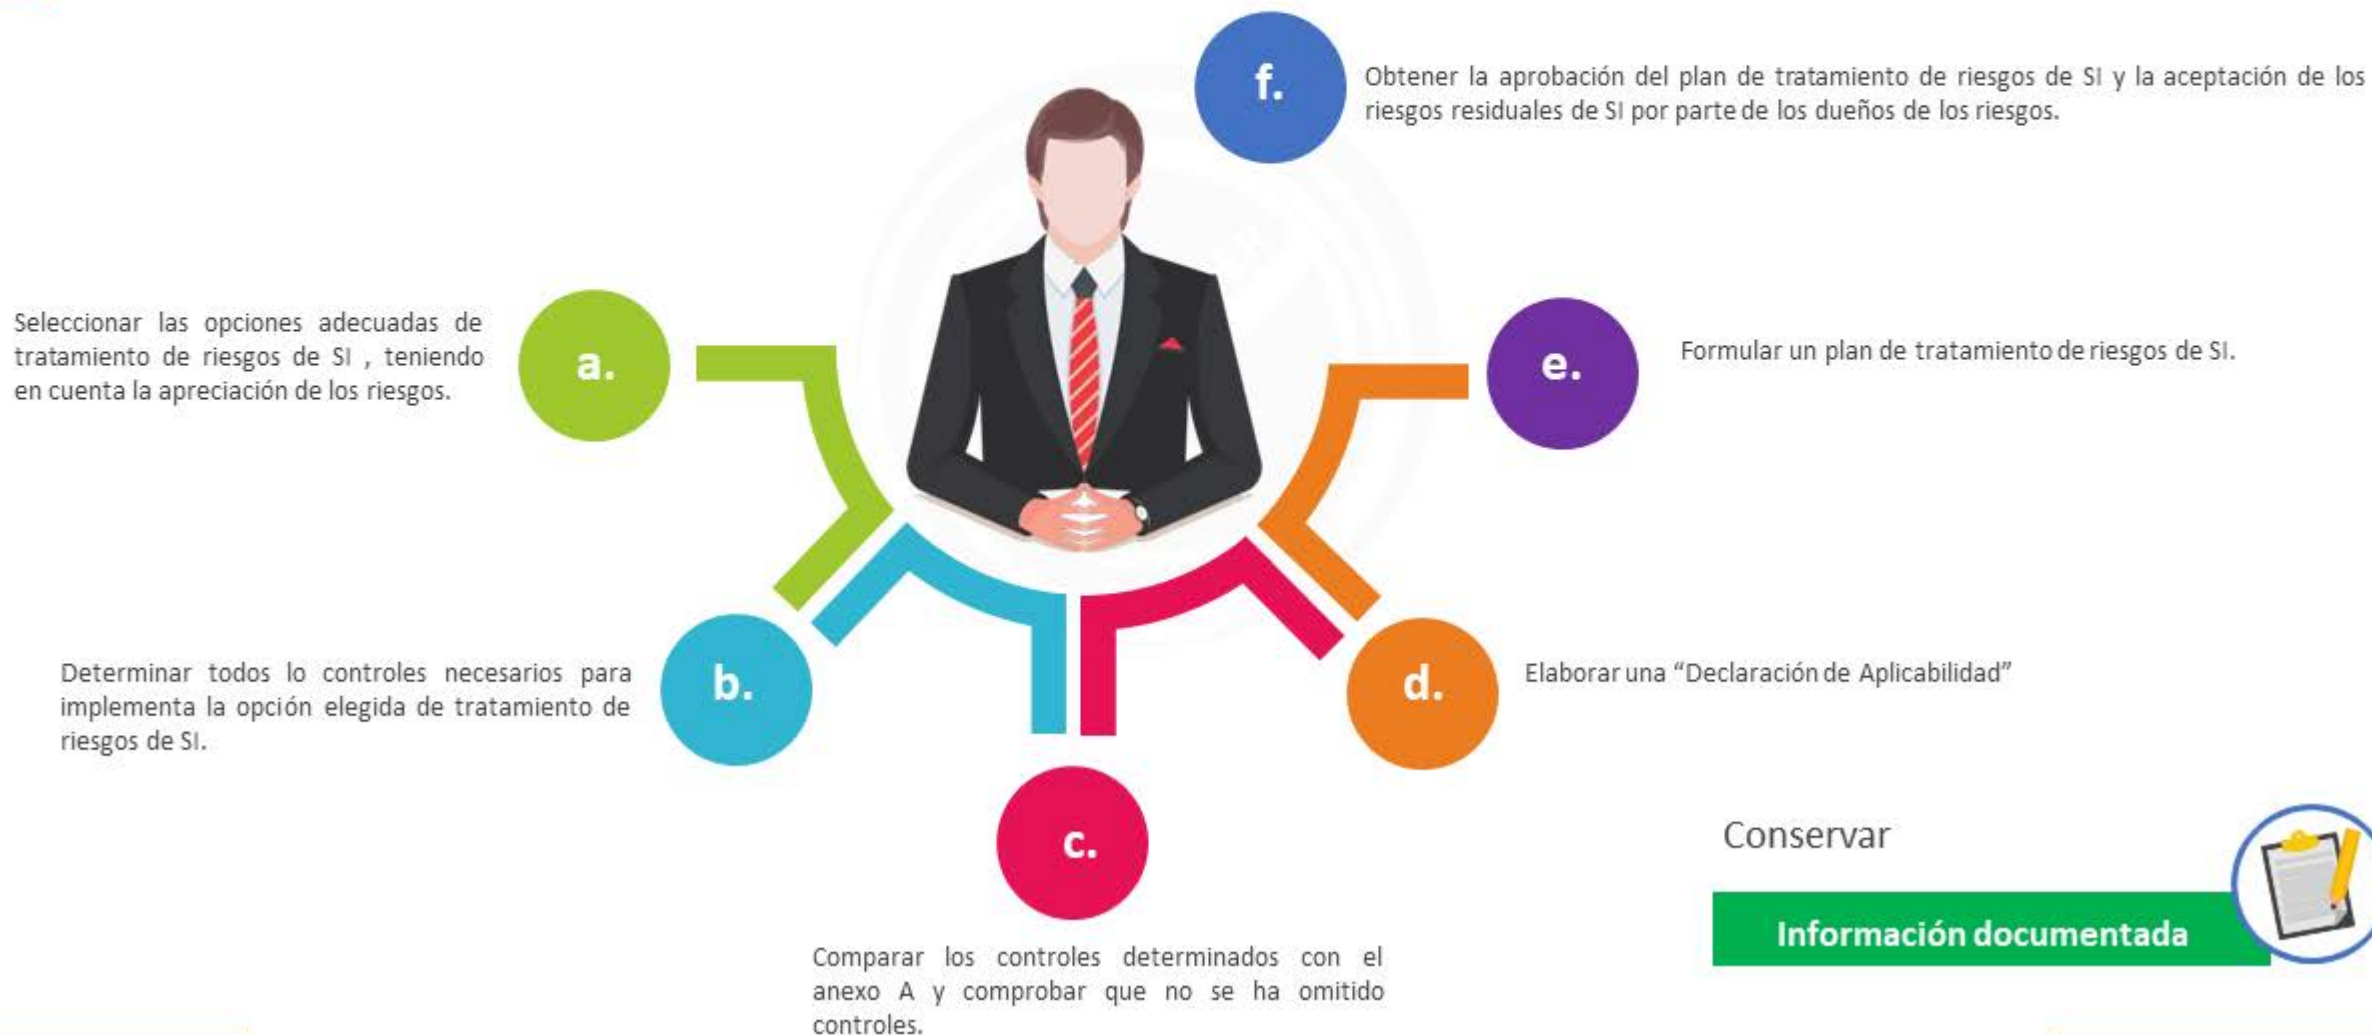 a.
Seleccionar las opciones adecuadas de
tratamiento de riesgos de SI , teniendo
en cuenta la apreciación de los riesgos.
b.
Determinar todos lo controles necesarios para
implementa la opción elegida de tratamiento de
riesgos de SI.
c.
Comparar los controles determinados con el
anexo A y comprobar que no se ha omitido
controles.
d.
Elaborar una “Declaración de Aplicabilidad”
e.
Formular un plan de tratamiento de riesgos de SI.
f.
Obtener la aprobación del plan de tratamiento de riesgos de SI y la aceptación de los
riesgos residuales de SI por parte de los dueños de los riesgos.
Conservar
Información documentada